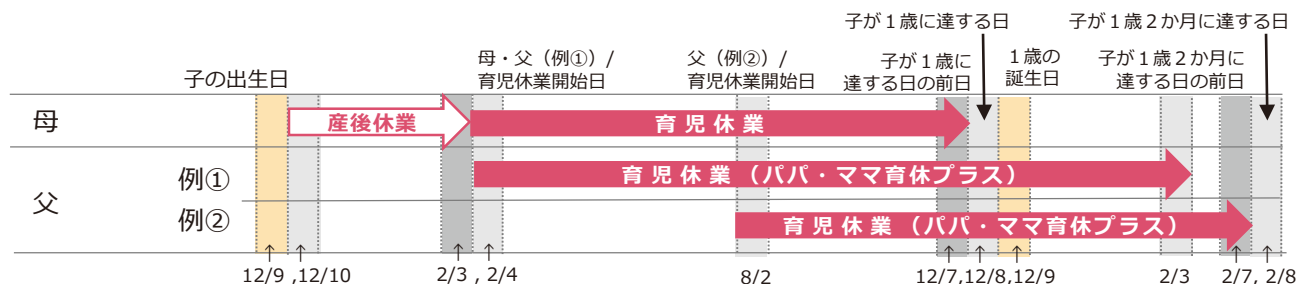 子が１歳に達する日
子が１歳２か月に達する日
子の出生日
母・父（例①）/
育児休業開始日
父（例②）/
育児休業開始日
子が１歳に
達する日の前日
１歳の
誕生日
子が１歳２か月に
達する日の前日
母
産後休業
育児休業
父
例①
育児休業（パパ・ママ育休プラス）
例②
育児休業（パパ・ママ育休プラス）
12/9 ,12/10
2/3 , 2/4
8/2
12/7,12/8,12/9
2/3
2/7, 2/8